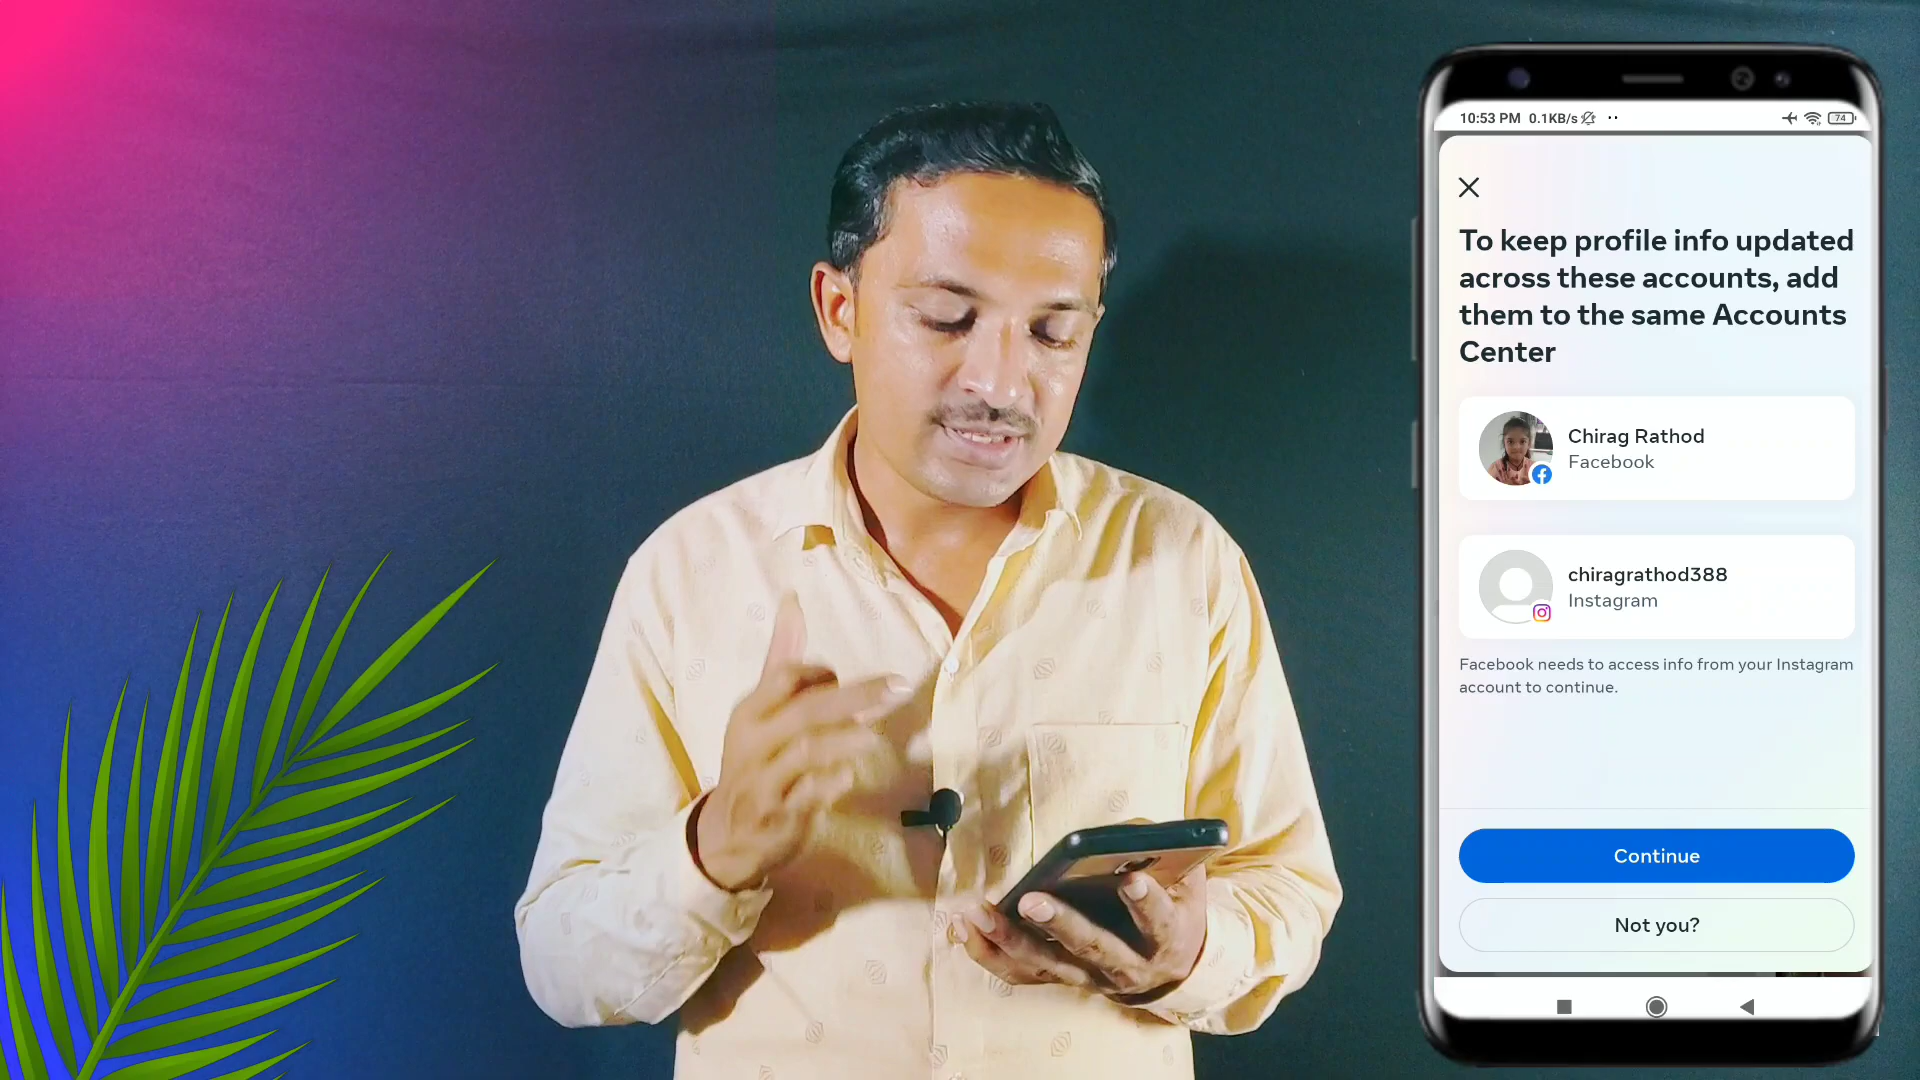 10:53 PM 0.1KB/s
74
To keep profile info updated
across these accounts, add
them to the same Accounts
Center
Chirag Rathod
Facebook
chiragrathod388
Instagram
Facebook needs to access info from your Instagram
account to continue.
Continue
Not you?